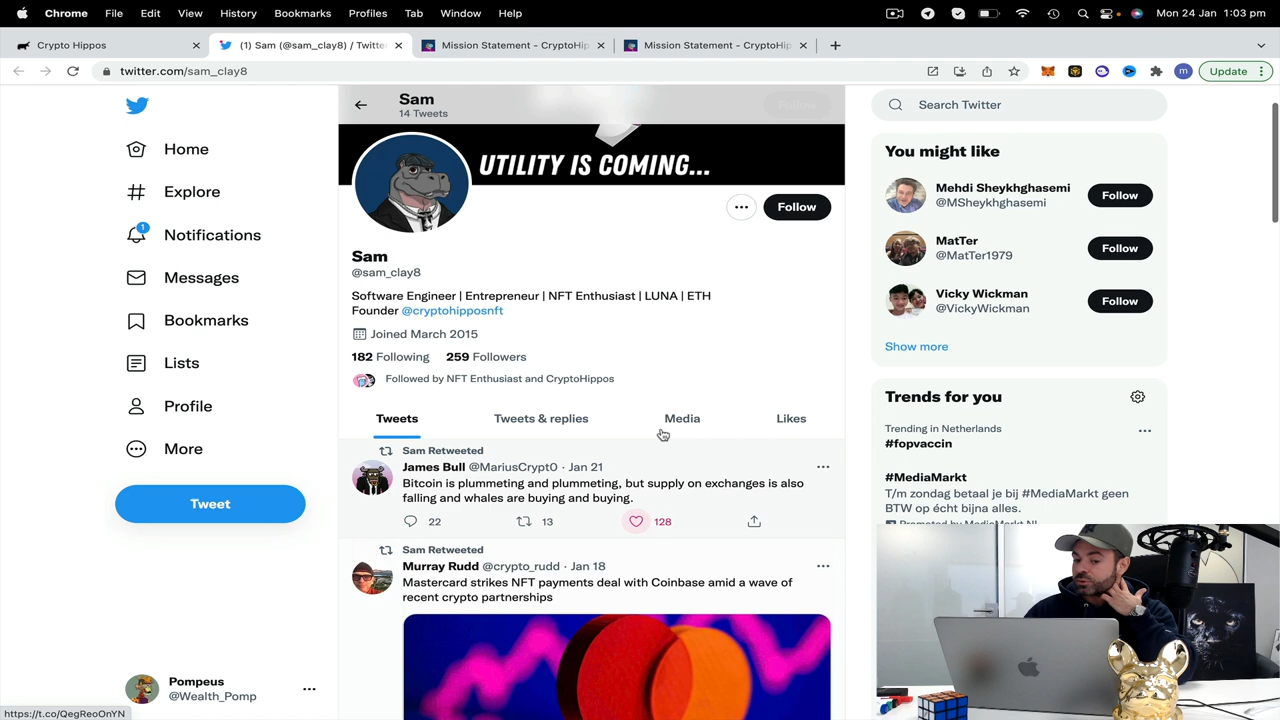 Chrome File Edit View History Bookmarks Profiles Tab Window Help Mon 24 Jan 1:03 pm
Crypto Hippos (1) Sam (@sam_clay8) / Twitte Mission Statement - CryptoHip Mission Statement - CryptoHip
twitter.com/sam_clay8 m Update
Sam
14 Tweets
Follow
Search Twitter
Home
Explore
1
Notifications
Messages
Bookmarks
Lists
Profile
More
Tweet
Pompeus
@Wealth_Pomp
https://t.co/QegReoOnYN
UTILITY IS COMING...
Follow
Sam
@sam_clay8
Software Engineer | Entrepreneur | NFT Enthusiast | LUNA | ETH
Founder @cryptohipposnft
Joined March 2015
182 Following 259 Followers
Followed by NFT Enthusiast and CryptoHippos
Tweets Tweets & replies Media Likes
Sam Retweeted
James Bull @MariusCrypt0 · Jan 21
Bitcoin is plummeting and plummeting, but supply on exchanges is also
falling and whales are buying and buying.
22 13 128
Sam Retweeted
Murray Rudd @crypto_rudd · Jan 18
Mastercard strikes NFT payments deal with Coinbase amid a wave of
recent crypto partnerships
You might like
Mehdi Sheykhghasemi
@MSheykhghasemi
Follow
MatTer
@MatTer1979
Follow
Vicky Wickman
@VickyWickman
Follow
Show more
Trends for you
Trending in Netherlands
#fopvaccin
#MediaMarkt
T/m zondag betaal je bij #MediaMarkt geen
BTW op écht bijna alles.
Promoted by MediaMarkt NL